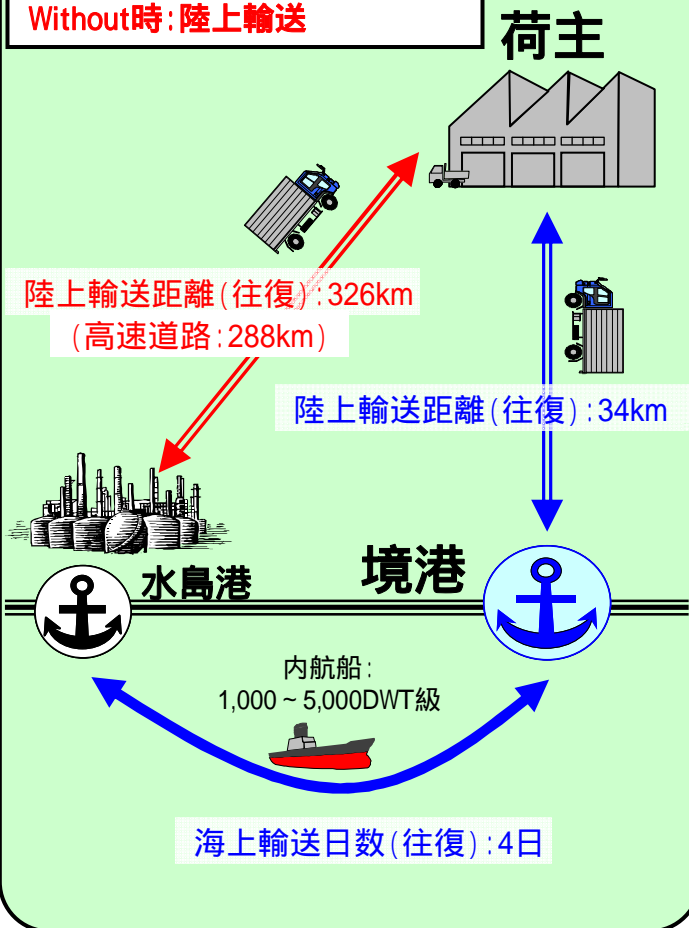 Without時：陸上輸送
荷主
陸上輸送距離（往復）：326km
（高速道路：288km）
陸上輸送距離（往復）：34km
水島港
境港
内航船：
1,000～5,000DWT級
海上輸送日数（往復）：4日